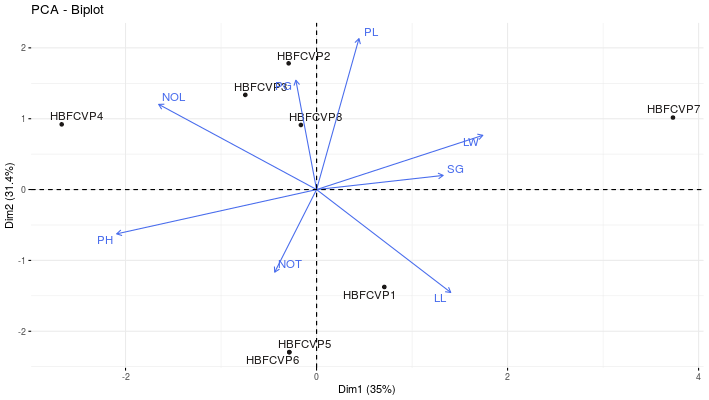 PCA - Biplot
PL
HBFCVP2
HBFCVP3
NOL
HBFCVP4
HBFCVP8
HBFCVP7
LW
SG
PH
NOT
HBFCVP1
LL
HBFCVP5
HBFCVP6
2
1
0
-1
-2
Dim2 (31.4%)
-2
0
2
4
Dim1 (35%)